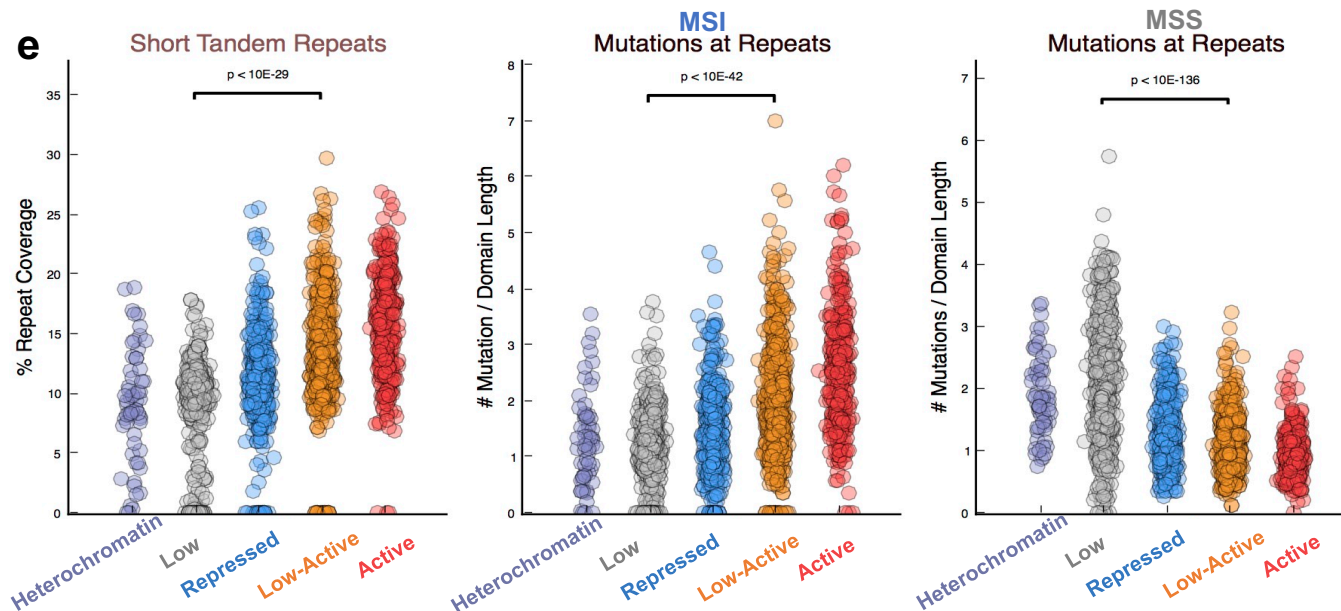 e
Short Tandem Repeats
p < 10E-29
% Repeat Coverage
35
30
25
20
15
10
5
0
Heterochromatin
Low
Repressed
Low-Active
Active
MSI
Mutations at Repeats
p < 10E-42
# Mutation / Domain Length
8
7
6
5
4
3
2
1
0
Heterochromatin
Low
Repressed
Low-Active
Active
MSS
Mutations at Repeats
p < 10E-136
# Mutations / Domain Length
7
6
5
4
3
2
1
0
Heterochromatin
Low
Repressed
Low-Active
Active